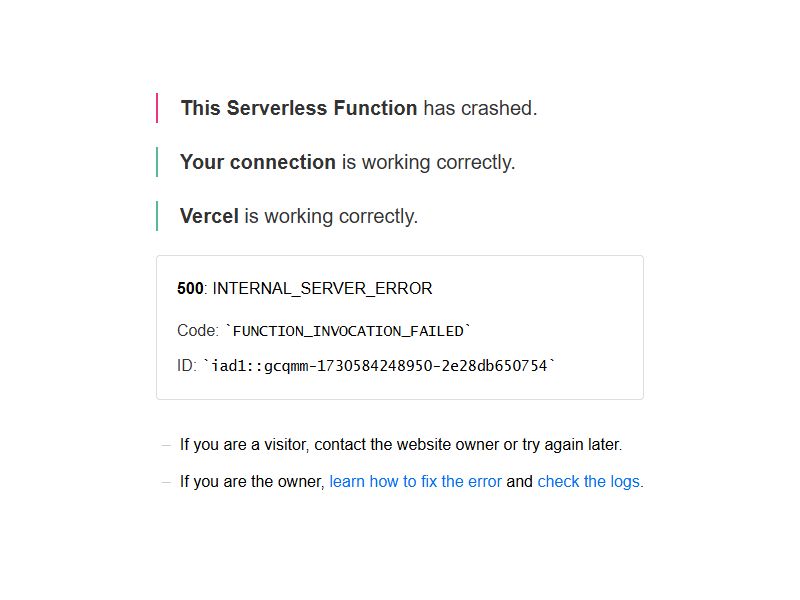 This Serverless Function has crashed.
Your connection is working correctly.
Vercel is working correctly.
500: INTERNAL_SERVER_ERROR
Code: `FUNCTION_INVOCATION_FAILED`
ID: `iad1::gcqmm-1730584248950-2e28db650754`
– If you are a visitor, contact the website owner or try again later.
– If you are the owner, learn how to fix the error and check the logs.